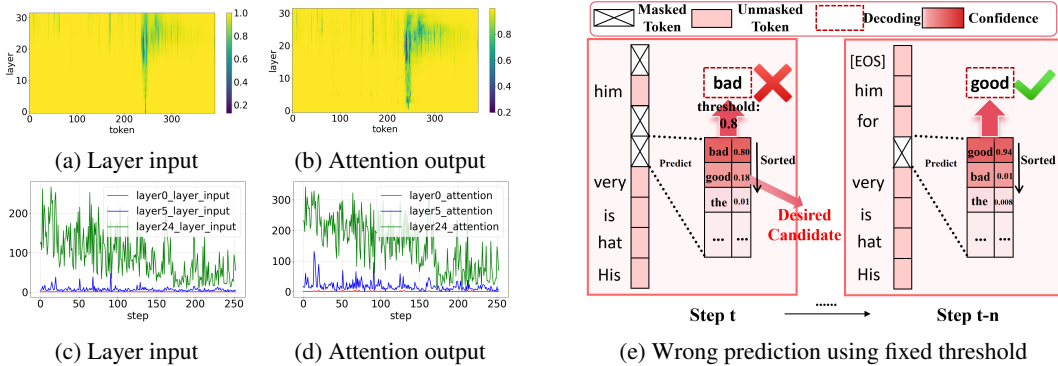 layer
30
20
10
0
0
100
200
300
token
1.0
0.8
0.6
0.4
0.2
(a) Layer input
30
25
20
15
10
5
0
0
100
200
300
token
1.0
0.8
0.6
0.4
0.2
(b) Attention output
layer0_layer_input
layer5_layer_input
layer24_layer_input
200
100
0
0
50
100
150
200
250
step
(c) Layer input
layer0_attention
layer5_attention
layer24_attention
300
200
100
0
0
50
100
150
200
250
step
(d) Attention output
Masked Token
Unmasked Token
Decoding
Confidence
him
very
is
hat
His
Predict
bad
threshold:
0.8
bad 0.80
good 0.18
the 0.01
... ...
Sorted
Desired
Candidate
Step t
......
[EOS]
him
for
very
is
hat
His
Predict
good
good 0.94
bad 0.01
the 0.008
... ...
Sorted
Step t-n
(e) Wrong prediction using fixed threshold